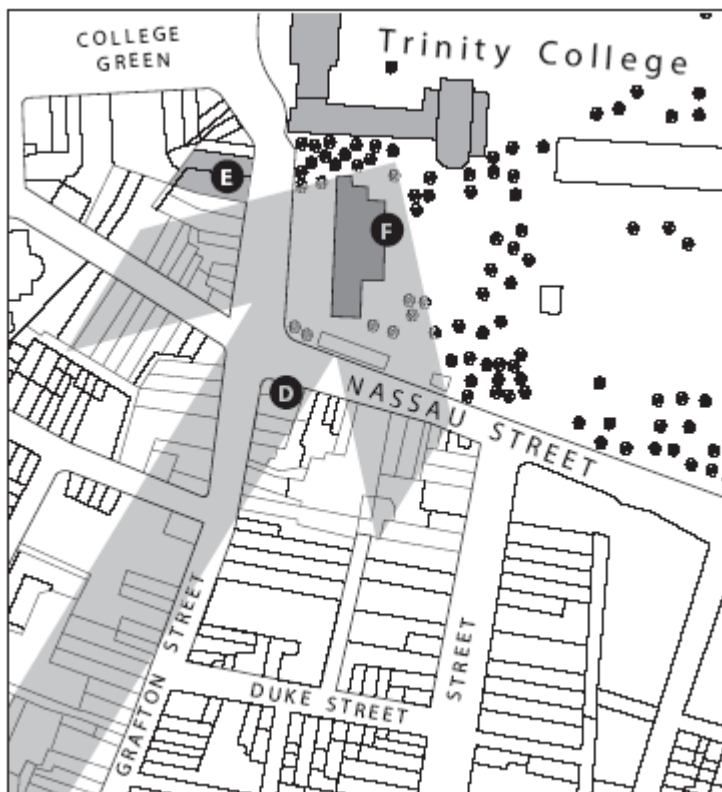 COLLEGE
GREEN
Trinity College
E
F
D
NASSAU STREET
GRAFTON STREET
STREET
DUKE STREET